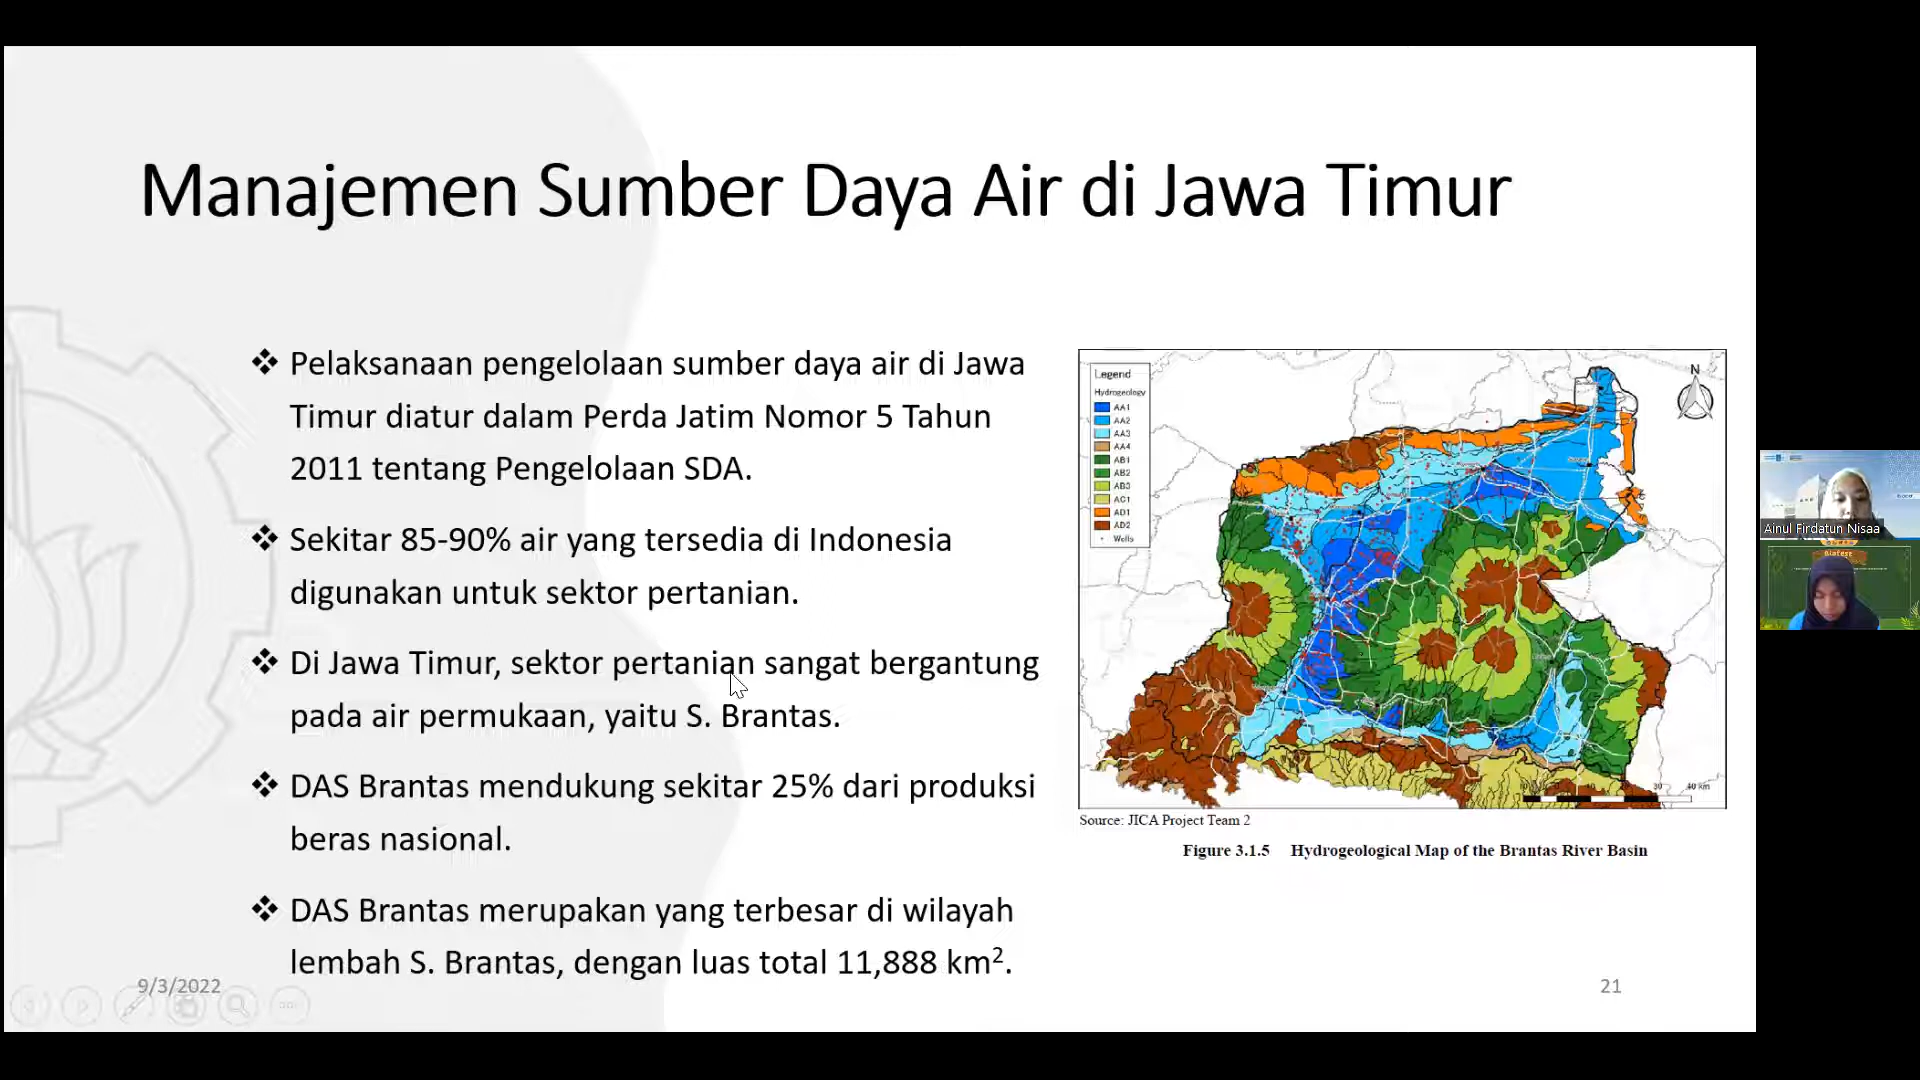 Manajemen Sumber Daya Air di Jawa Timur
❖ Pelaksanaan pengelolaan sumber daya air di Jawa
Timur diatur dalam Perda Jatim Nomor 5 Tahun
2011 tentang Pengelolaan SDA.
❖ Sekitar 85-90% air yang tersedia di Indonesia
digunakan untuk sektor pertanian.
❖ Di Jawa Timur, sektor pertanian sangat bergantung
pada air permukaan, yaitu S. Brantas.
❖ DAS Brantas mendukung sekitar 25% dari produksi
beras nasional.
❖ DAS Brantas merupakan yang terbesar di wilayah
lembah S. Brantas, dengan luas total 11,888 km².
Legend
Hydrogeology
AA1
AA2
AA3
AA4
AB1
AB2
AB3
AC1
AD1
AD2
Wells
N
30
40 km
Source: JICA Project Team 2
Figure 3.1.5 Hydrogeological Map of the Brantas River Basin
9/3/2022
21
Ainul Firdatun Nisaa